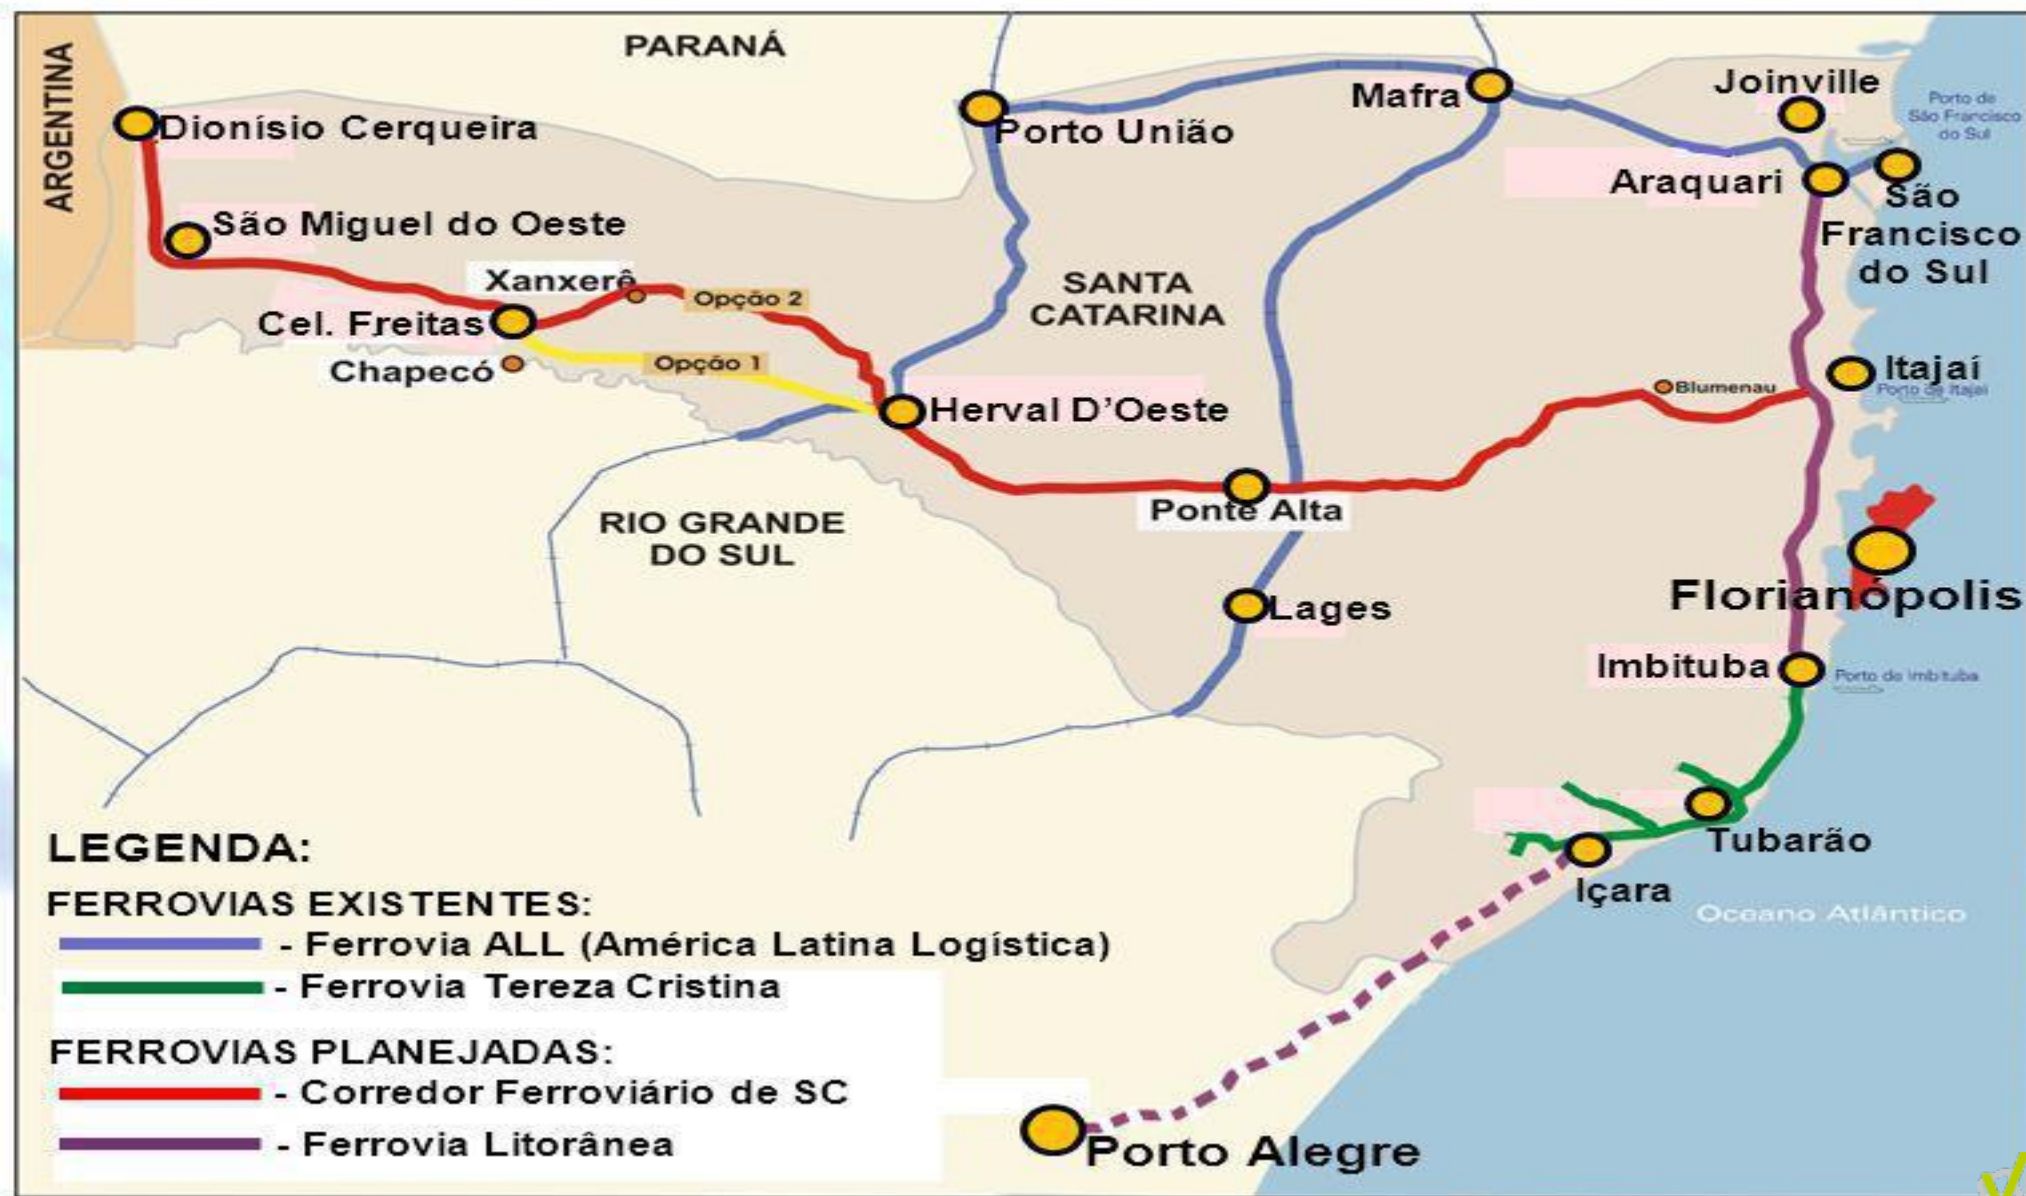 PARANÁ
ARGENTINA
Dionísio Cerqueira
Porto União
Mafra
Joinville
Porto de
São Francisco
do Sul
Araquari
São
Francisco
do Sul
São Miguel do Oeste
Xanxerê
Opção 2
SANTA
CATARINA
Cel. Freitas
Chapecó
Opção 1
Herval D'Oeste
Blumenau
Itajaí
Porto de Itajaí
Ponte Alta
RIO GRANDE
DO SUL
Lages
Florianópolis
Imbituba
Porto de Imbituba
Tubarão
Içara
Oceano Atlântico
Porto Alegre
LEGENDA:
FERROVIAS EXISTENTES:
- Ferrovia ALL (América Latina Logística)
- Ferrovia Tereza Cristina
FERROVIAS PLANEJADAS:
- Corredor Ferroviário de SC
- Ferrovia Litorânea